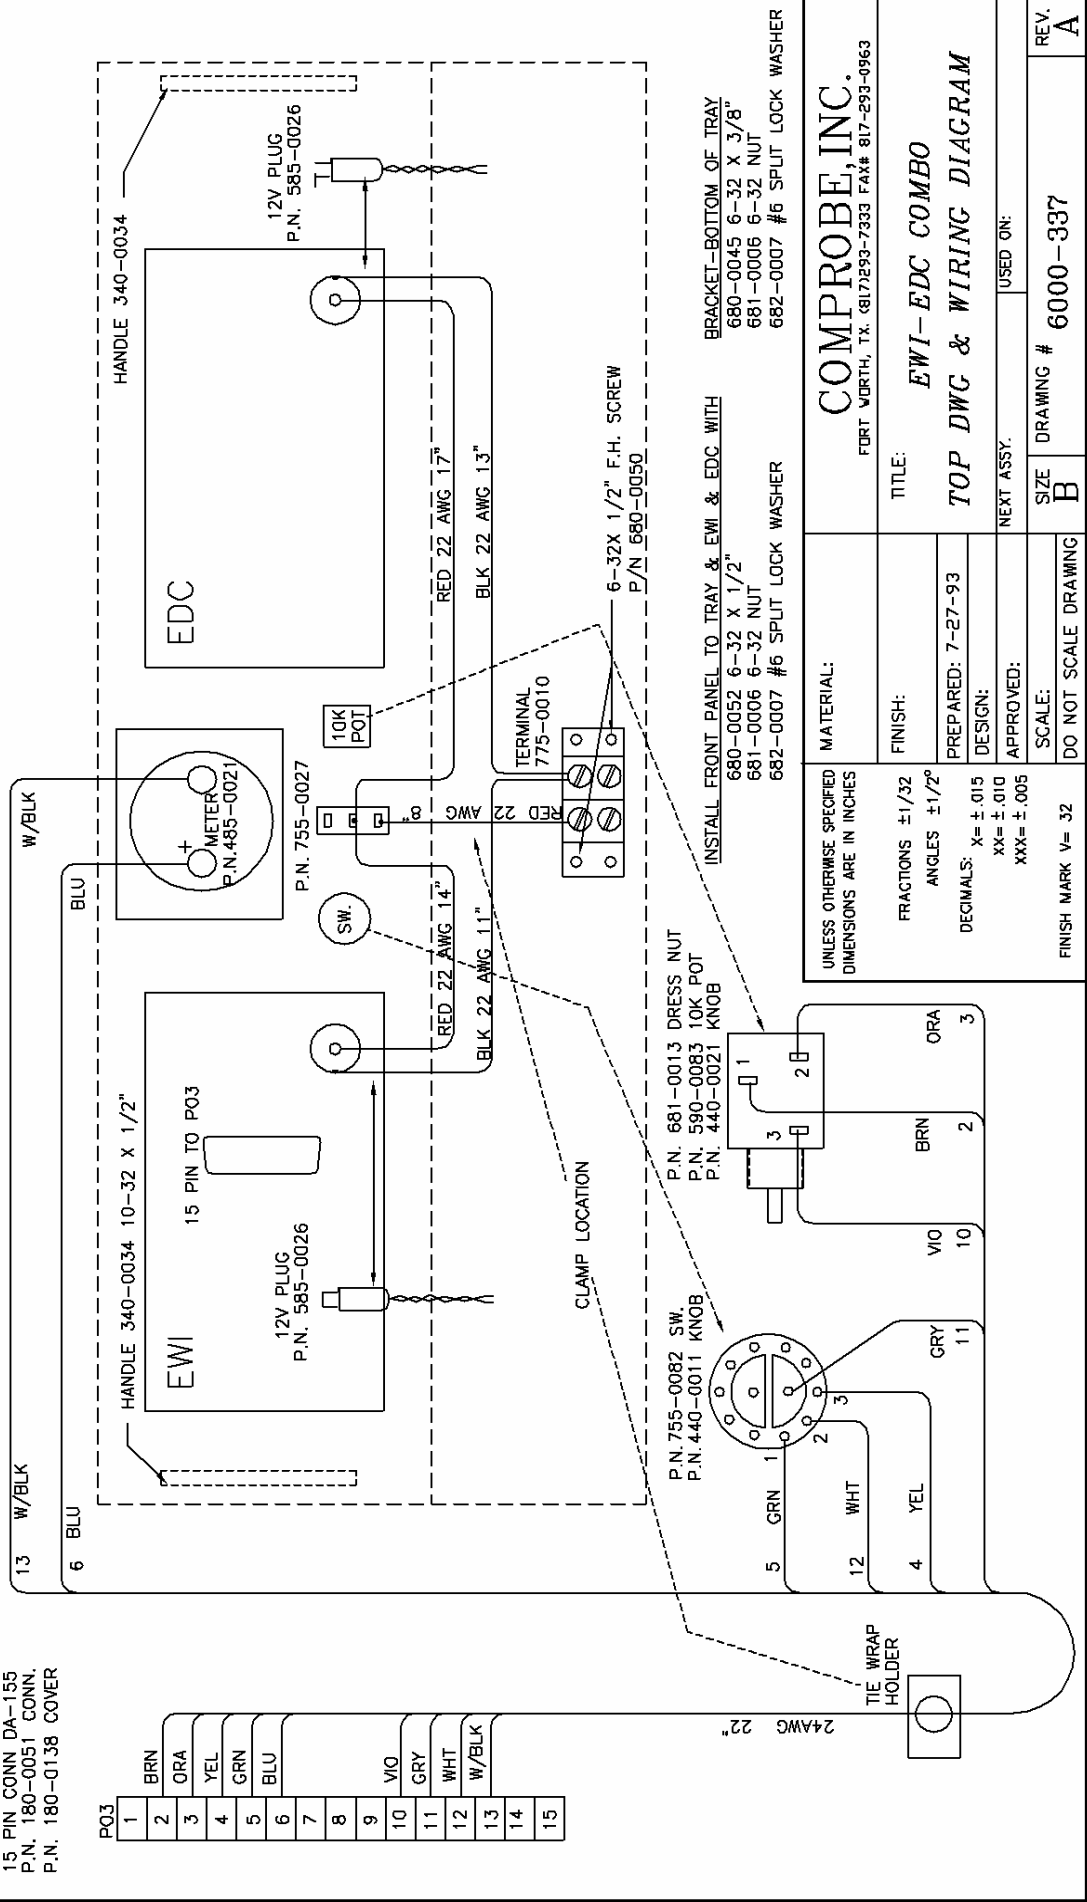 15 PIN CONN DA-15S
P.N. 180-0051 CONN.
P.N. 180-0138 COVER
PO3
1
2
3
4
5
6
7
8
9
10
11
12
13
14
15
BRN
ORA
YEL
GRN
BLU
VIO
GRY
WHT
W/BLK
24AWG 22"
TIE WRAP
HOLDER
13 W/BLK
6 BLU
W/BLK
BLU
HANDLE 340-0034 10-32 X 1/2"
EWI
15 PIN TO PO3
12V PLUG
P.N. 585-0026
+
METER
P.N.485-0021
SW.
P.N. 755-0027
10K
POT
HANDLE 340-0034
EDC
12V PLUG
P.N. 585-0026
RED 22 AWG 14"
BLK 22 AWG 11"
RED 22 AWG 8"
RED 22 AWG 17"
BLK 22 AWG 13"
TERMINAL
775-0010
6-32X 1/2" F.H. SCREW
P/N 680-0050
CLAMP LOCATION
P.N.755-0082 SW.
P.N.440-0011 KNOB
1
2
3
5 GRN
12 WHT
4 YEL
GRY
11
P.N. 681-0013 DRESS NUT
P.N. 590-0083 10K POT
P.N. 440-0021 KNOB
3
1
2
VIO
10
BRN
2
ORA
3
INSTALL FRONT PANEL TO TRAY & EWI & EDC WITH
680-0052 6-32 X 1/2"
681-0006 6-32 NUT
682-0007 #6 SPLIT LOCK WASHER
BRACKET-BOTTOM OF TRAY
680-0045 6-32 X 3/8"
681-0006 6-32 NUT
682-0007 #6 SPLIT LOCK WASHER
UNLESS OTHERWISE SPECIFIED
DIMENSIONS ARE IN INCHES
FRACTIONS ±1/32
ANGLES ±1/2°
DECIMALS: X= ±.015
XX= ±.010
XXX= ±.005
FINISH MARK V= 32
MATERIAL:
FINISH:
PREPARED: 7-27-93
DESIGN:
APPROVED:
SCALE:
DO NOT SCALE DRAWING
COMPROBE, INC.
FORT WORTH, TX. (817)293-7333 FAX# 817-293-0963
TITLE:
EWI-EDC COMBO
TOP DWG & WIRING DIAGRAM
NEXT ASSY.
USED ON:
SIZE
B
DRAWING # 6000-337
REV.
A